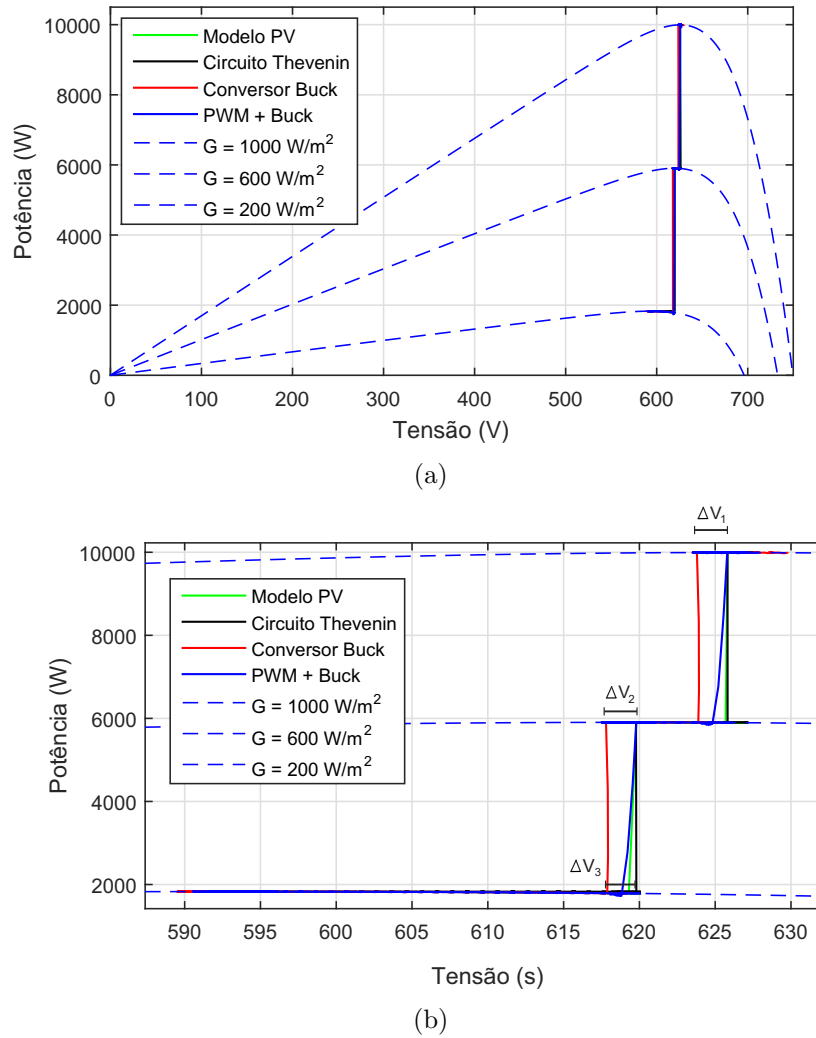 10000
8000
6000
4000
2000
0
Potência (W)
Modelo PV
Circuito Thevenin
Conversor Buck
PWM + Buck
G = 1000 W/m²
G = 600 W/m²
G = 200 W/m²
0 100 200 300 400 500 600 700
Tensão (V)
(a)
ΔV₁
10000
8000
6000
4000
2000
Potência (W)
Modelo PV
Circuito Thevenin
Conversor Buck
PWM + Buck
G = 1000 W/m²
G = 600 W/m²
G = 200 W/m²
ΔV₂
ΔV₃
590 595 600 605 610 615 620 625 630
Tensão (s)
(b)